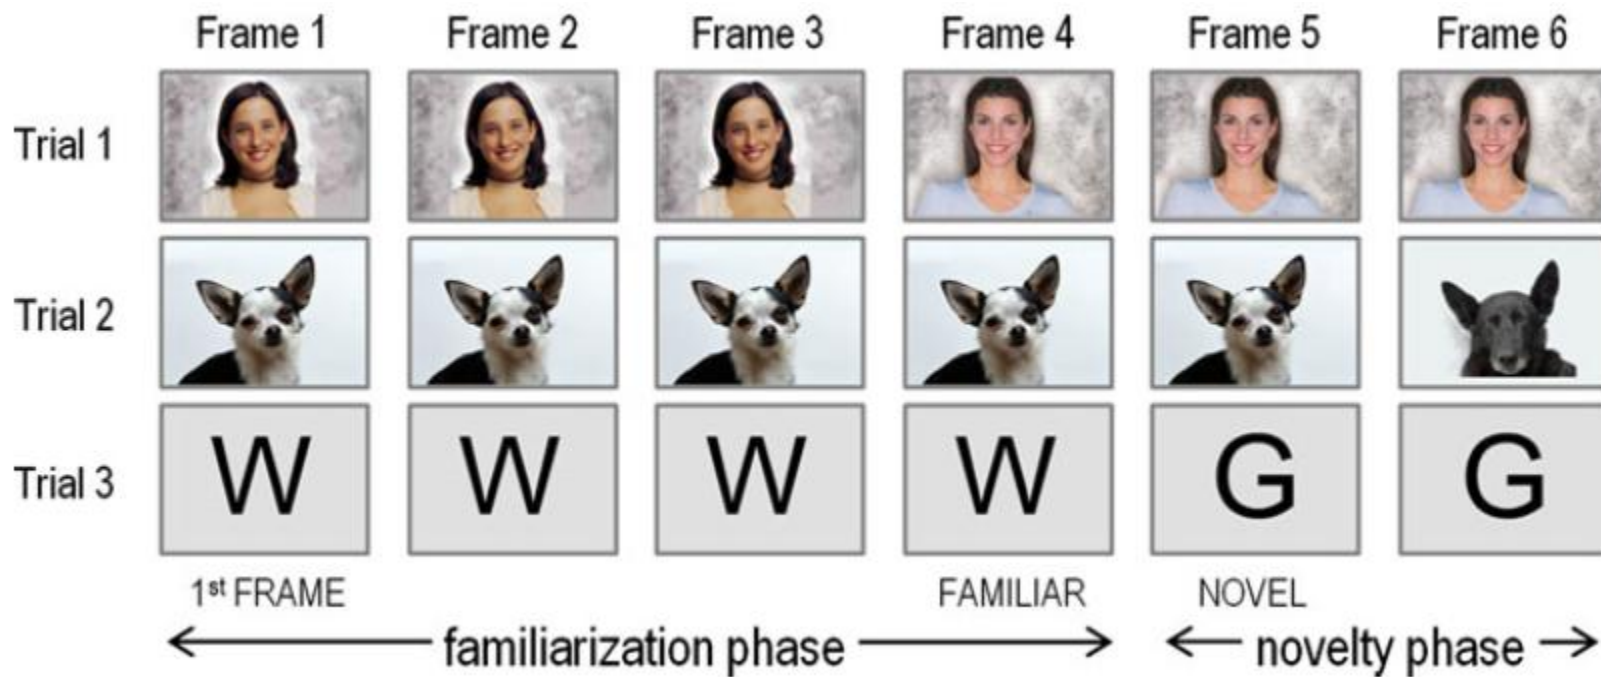 Frame 1 Frame 2 Frame 3 Frame 4 Frame 5 Frame 6
Trial 1
Trial 2
Trial 3 W W W W G G
1st FRAME FAMILIAR NOVEL
familiarization phase novelty phase